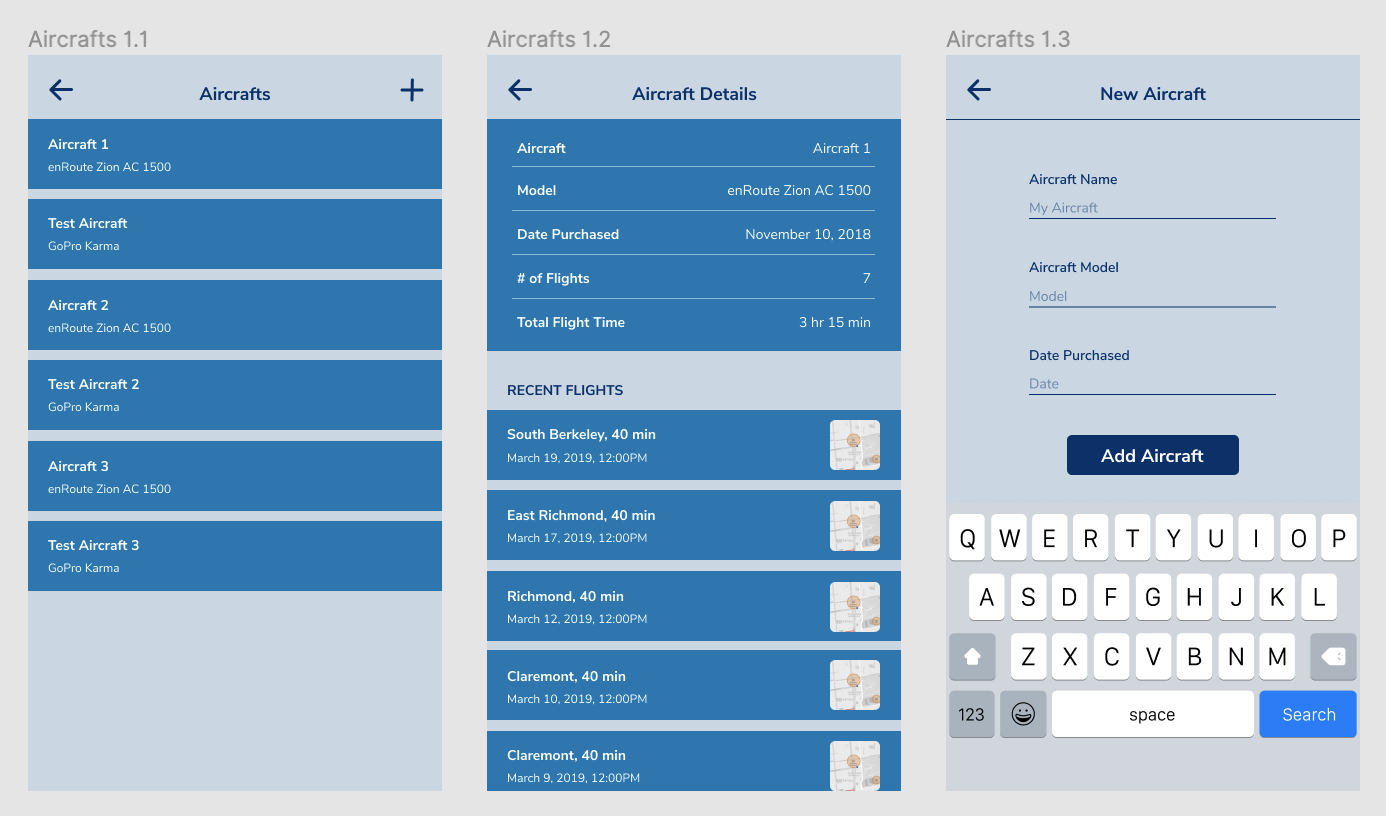 Aircrafts 1.1
Aircrafts
Aircraft 1
enRoute Zion AC 1500
Test Aircraft
GoPro Karma
Aircraft 2
enRoute Zion AC 1500
Test Aircraft 2
GoPro Karma
Aircraft 3
enRoute Zion AC 1500
Test Aircraft 3
GoPro Karma
Aircrafts 1.2
Aircraft Details
Aircraft Aircraft 1
Model enRoute Zion AC 1500
Date Purchased November 10, 2018
# of Flights 7
Total Flight Time 3 hr 15 min
RECENT FLIGHTS
South Berkeley, 40 min
March 19, 2019, 12:00PM
East Richmond, 40 min
March 17, 2019, 12:00PM
Richmond, 40 min
March 12, 2019, 12:00PM
Claremont, 40 min
March 10, 2019, 12:00PM
Claremont, 40 min
March 9, 2019, 12:00PM
Aircrafts 1.3
New Aircraft
Aircraft Name
My Aircraft
Aircraft Model
Model
Date Purchased
Date
Add Aircraft
Q W E R T Y U I O P
A S D F G H J K L
Z X C V B N M
123 space Search